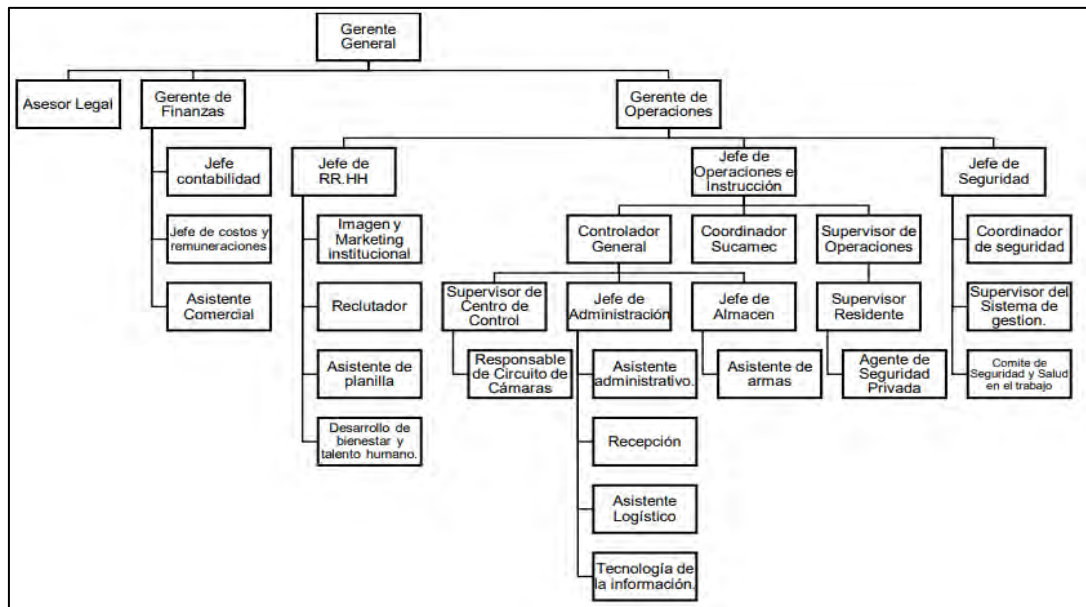 Gerente
General
Asesor Legal
Gerente de
Finanzas
Gerente de
Operaciones
Jefe
contabilidad
Jefe de costos y
remuneraciones
Asistente
Comercial
Jefe de
RR.HH
Imagen y
Marketing
institucional
Reclutador
Asistente de
planilla
Desarrollo de
bienestar y
talento humano.
Jefe de
Operaciones e
Instrucción
Controlador
General
Coordinador
Sucamec
Supervisor de
Operaciones
Supervisor de
Centro de
Control
Jefe de
Administración
Jefe de
Almacen
Supervisor
Residente
Responsable
de Circuito de
Cámaras
Asistente
administrativo.
Asistente de
armas
Agente de
Seguridad
Privada
Recepción
Asistente
Logístico
Tecnología de
la información.
Jefe de
Seguridad
Coordinador
de seguridad
Supervisor del
Sistema de
gestion.
Comite de
Seguridad y Salud
en el trabajo